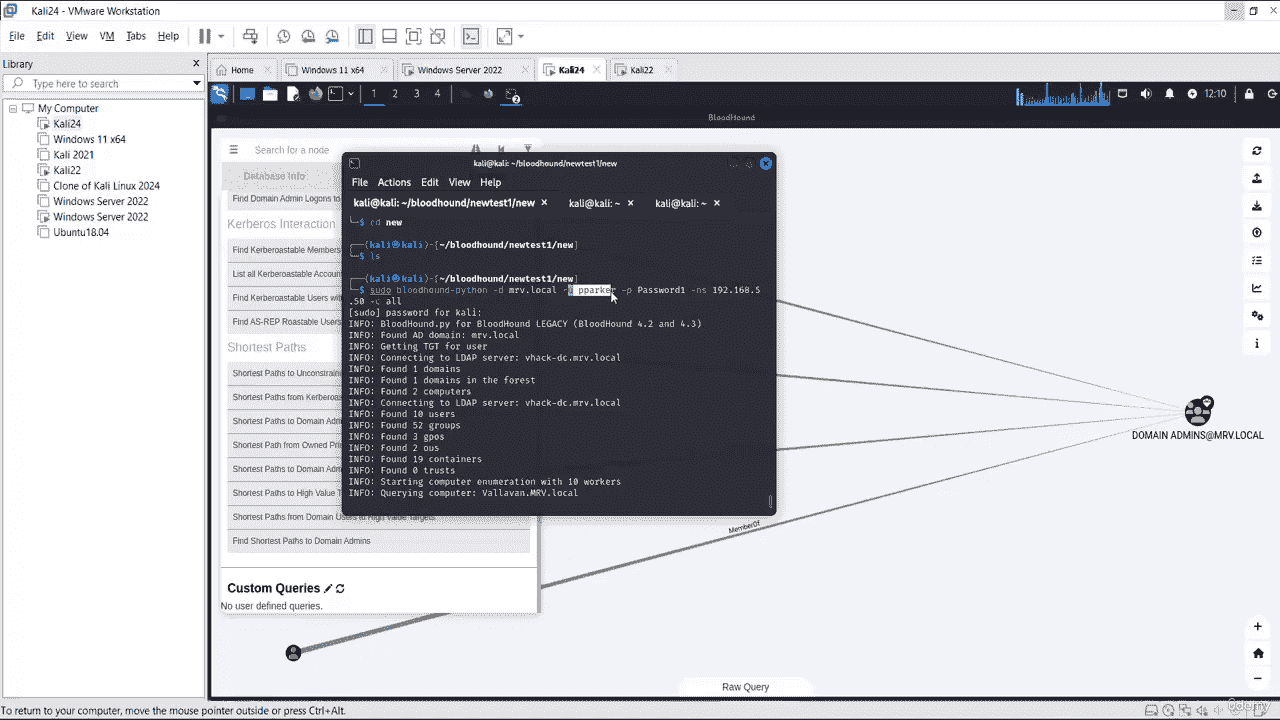 Kali24 - VMware Workstation
File Edit View VM Tabs Help
Library
Home Windows 11 x64 Windows Server 2022 Kali24 Kali22
Type here to search
1 2 3 4 12:10
My Computer
Kali24
Windows 11 x64
Kali 2021
Kali22
Clone of Kali Linux 2024
Windows Server 2022
Windows Server 2022
Ubuntu18.04
BloodHound
Search for a node
Database Info
Find Domain Admin Logons to
Kerberos Interaction
Find Kerberoastable Members
List all Kerberoastable Accoun
Find Kerberoastable Users with
Find AS-REP Roastable Users
Shortest Paths
Shortest Paths to Unconstrain
Shortest Paths from Kerberoas
Shortest Paths to Domain Adm
Shortest Path from Owned Prin
Shortest Paths to Domain Adm
Shortest Paths to High Value T
Shortest Paths from Domain Users to High Value Targets
Find Shortest Paths to Domain Admins
Custom Queries
No user defined queries.
kali@kali: ~/bloodhound/newtest1/new
File Actions Edit View Help
kali@kali: ~/bloodhound/newtest1/new kali@kali: ~ kali@kali: ~
$ cd new
(kali㉿kali)-[~/bloodhound/newtest1/new]
$ ls
(kali㉿kali)-[~/bloodhound/newtest1/new]
$ sudo bloodhound-python -d mrv.local -u pparker -p Password1 -ns 192.168.5
.50 -c all
[sudo] password for kali:
INFO: BloodHound.py for BloodHound LEGACY (BloodHound 4.2 and 4.3)
INFO: Found AD domain: mrv.local
INFO: Getting TGT for user
INFO: Connecting to LDAP server: vhack-dc.mrv.local
INFO: Found 1 domains
INFO: Found 1 domains in the forest
INFO: Found 2 computers
INFO: Connecting to LDAP server: vhack-dc.mrv.local
INFO: Found 10 users
INFO: Found 52 groups
INFO: Found 3 gpos
INFO: Found 2 ous
INFO: Found 19 containers
INFO: Found 0 trusts
INFO: Starting computer enumeration with 10 workers
INFO: Querying computer: Vallavan.MRV.local
DOMAIN ADMINS@MRV.LOCAL
MemberOf
Raw Query
To return to your computer, move the mouse pointer outside or press Ctrl+Alt.
udemy